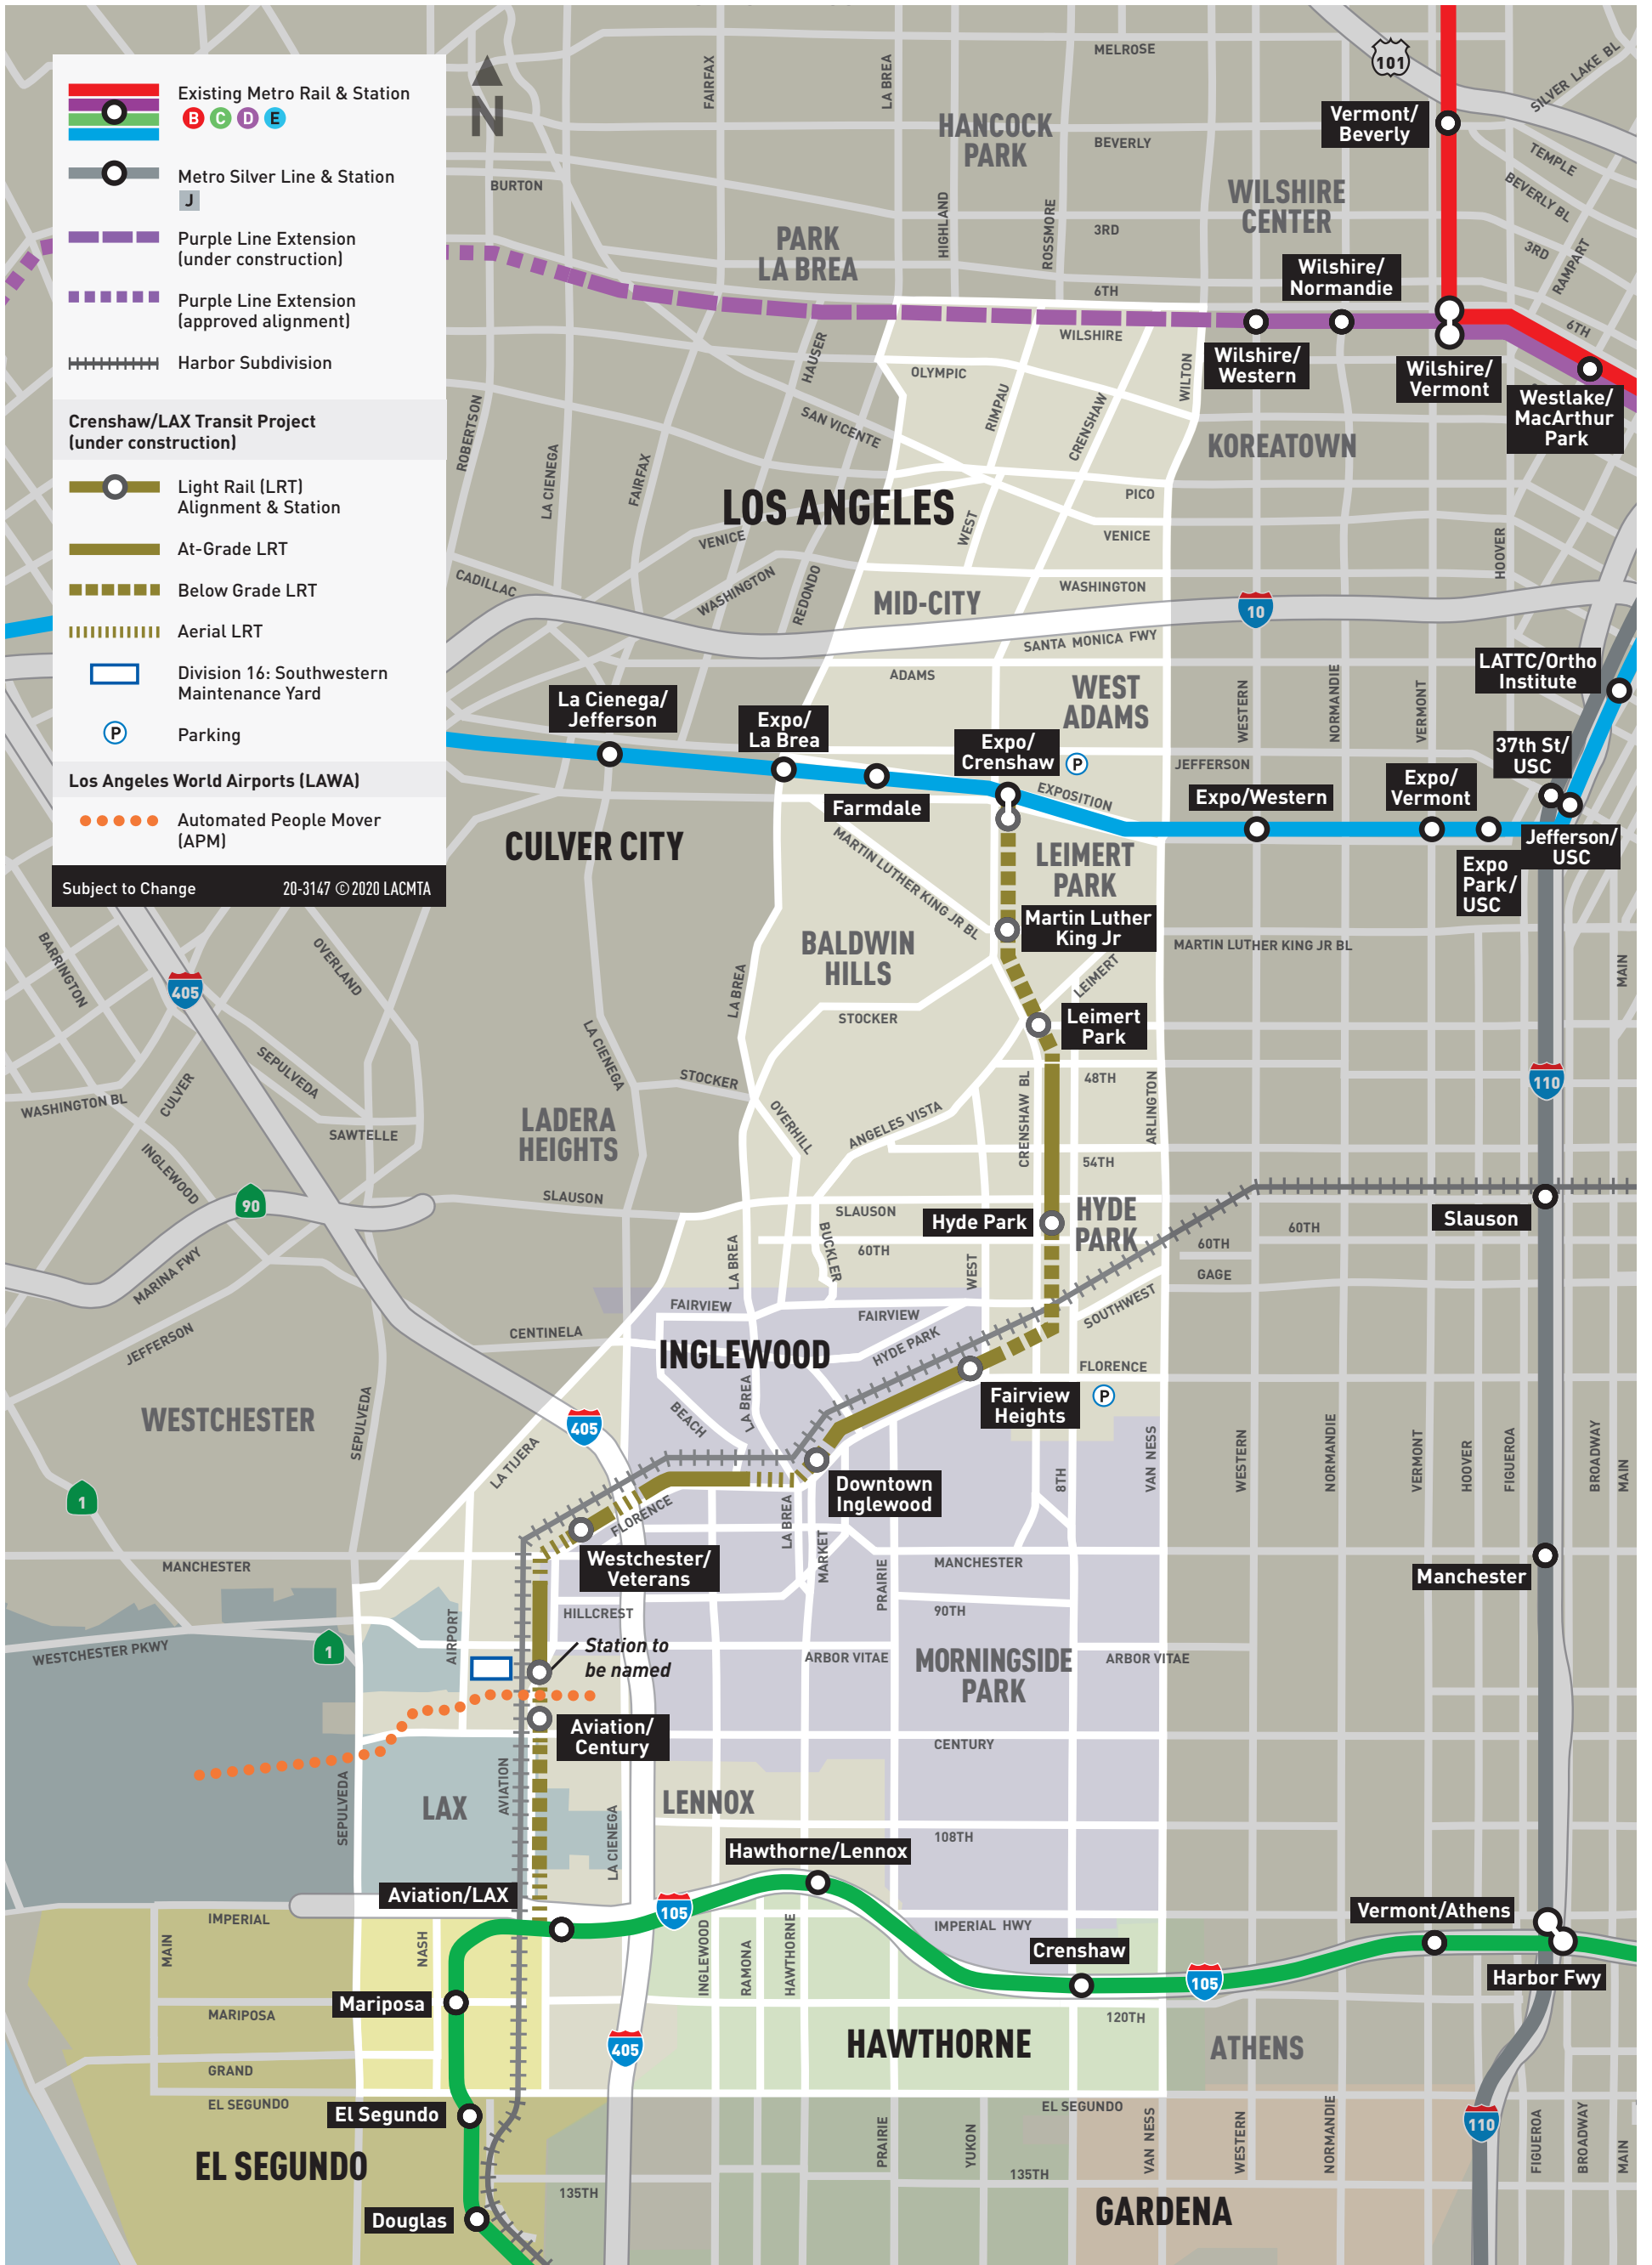 Existing Metro Rail & Station
B C D E
Metro Silver Line & Station
J
Purple Line Extension
(under construction)
Purple Line Extension
(approved alignment)
Harbor Subdivision
Crenshaw/LAX Transit Project
(under construction)
Light Rail (LRT)
Alignment & Station
At-Grade LRT
Below Grade LRT
Aerial LRT
Division 16: Southwestern
Maintenance Yard
P
Parking
Los Angeles World Airports (LAWA)
Automated People Mover
(APM)
Subject to Change
20-3147 ©2020 LACMTA
N
MELROSE
101
SILVER LAKE BL
FAIRFAX
LA BREA
HANCOCK
PARK
BEVERLY
Vermont/
Beverly
TEMPLE
BEVERLY BL
BURTON
HIGHLAND
ROSSMORE
WILSHIRE
CENTER
3RD
3RD
RAMPART
PARK
LA BREA
Wilshire/
Normandie
6TH
6TH
WILSHIRE
Wilshire/
Western
Wilshire/
Vermont
Westlake/
MacArthur
Park
HAUSER
OLYMPIC
WILTON
RIMPAU
CRENSHAW
SAN VICENTE
ROBERTSON
LA CIENEGA
FAIRFAX
KOREATOWN
LOS ANGELES
PICO
WEST
VENICE
VENICE
HOOVER
CADILLAC
WASHINGTON
REDONDO
WASHINGTON
MID-CITY
10
SANTA MONICA FWY
ADAMS
WEST
ADAMS
WESTERN
NORMANDIE
VERMONT
LATTC/Ortho
Institute
La Cienega/
Jefferson
Expo/
La Brea
Expo/
Crenshaw
P
JEFFERSON
37th St/
USC
Farmdale
EXPOSITION
Expo/Western
Expo/
Vermont
Jefferson/
USC
Expo
Park/
USC
CULVER CITY
MARTIN LUTHER KING JR BL
LEIMERT
PARK
Martin Luther
King Jr
MARTIN LUTHER KING JR BL
BALDWIN
HILLS
LEIMERT
MAIN
BARRINGTON
OVERLAND
405
LA BREA
STOCKER
Leimert
Park
LA CIENEGA
SEPULVEDA
STOCKER
48TH
110
WASHINGTON BL
CULVER
OVERHILL
ANGELES VISTA
CRENSHAW BL
ARLINGTON
SAWTELLE
LADERA
HEIGHTS
54TH
INGLEWOOD
90
SLAUSON
SLAUSON
Hyde Park
HYDE
PARK
Slauson
60TH
60TH
60TH
BUCKLER
LA BREA
WEST
GAGE
MARINA FWY
FAIRVIEW
FAIRVIEW
SOUTHWEST
JEFFERSON
CENTINELA
INGLEWOOD
HYDE PARK
FLORENCE
Fairview
Heights
P
WESTCHESTER
SEPULVEDA
405
BEACH
LA BREA
LA TIJERA
Downtown
Inglewood
8TH
VAN NESS
WESTERN
NORMANDIE
VERMONT
HOOVER
FIGUEROA
BROADWAY
MAIN
1
FLORENCE
LA BREA
MARKET
Westchester/
Veterans
MANCHESTER
MANCHESTER
Manchester
PRAIRIE
HILLCREST
90TH
AIRPORT
WESTCHESTER PKWY
1
Station to
be named
ARBOR VITAE
MORNINGSIDE
PARK
ARBOR VITAE
Aviation/
Century
CENTURY
SEPULVEDA
AVIATION
LAX
LENNOX
LA CIENEGA
108TH
Hawthorne/Lennox
Aviation/LAX
105
IMPERIAL
IMPERIAL HWY
Vermont/Athens
MAIN
NASH
INGLEWOOD
RAMONA
HAWTHORNE
Crenshaw
105
Harbor Fwy
Mariposa
MARIPOSA
120TH
405
HAWTHORNE
ATHENS
GRAND
EL SEGUNDO
El Segundo
EL SEGUNDO
110
PRAIRIE
YUKON
VAN NESS
WESTERN
NORMANDIE
FIGUEROA
BROADWAY
MAIN
EL SEGUNDO
135TH
135TH
Douglas
GARDENA